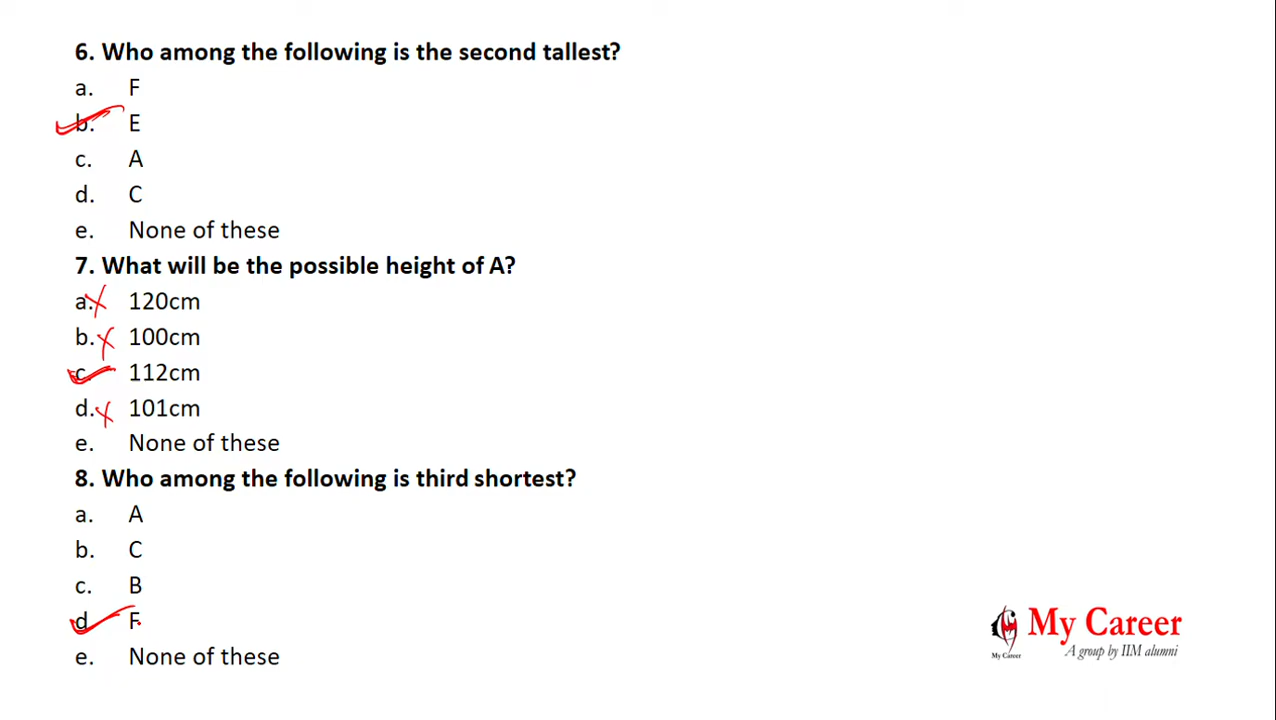 6. Who among the following is the second tallest?
a. F
b. E
c. A
d. C
e. None of these
7. What will be the possible height of A?
a. 120cm
b. 100cm
c. 112cm
d. 101cm
e. None of these
8. Who among the following is third shortest?
a. A
b. C
c. B
d F
e. None of these
My Career
A group by IIM alumni
My Career